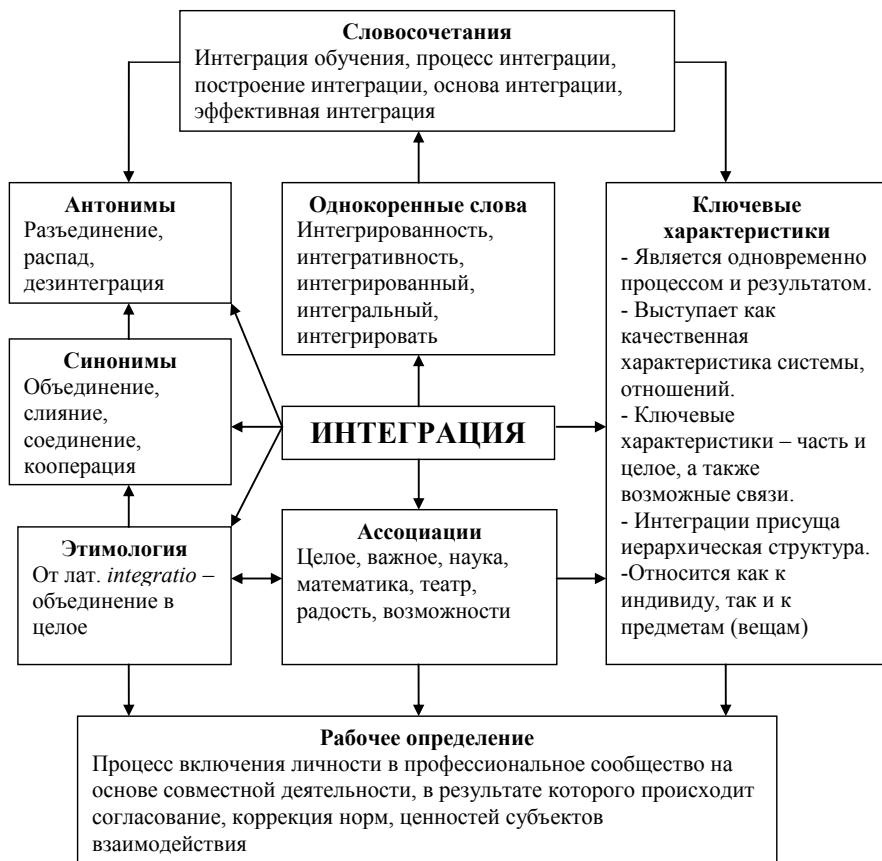 Словосочетания
Интеграция обучения, процесс интеграции,
построение интеграции, основа интеграции,
эффективная интеграция
Антонимы
Разъединение,
распад,
дезинтеграция
Однокоренные слова
Интегрированность,
интегративность,
интегрированный,
интегральный,
интегрировать
Ключевые
характеристики
- Является одновременно
процессом и результатом.
- Выступает как
качественная
характеристика системы,
отношений.
- Ключевые
характеристики – часть и
целое, а также
возможные связи.
- Интеграции присуща
иерархическая структура.
-Относится как к
индивиду, так и к
предметам (вещам)
Синонимы
Объединение,
слияние,
соединение,
кооперация
ИНТЕГРАЦИЯ
Этимология
От лат. integratio –
объединение в
целое
Ассоциации
Целое, важное, наука,
математика, театр,
радость, возможности
Рабочее определение
Процесс включения личности в профессиональное сообщество на
основе совместной деятельности, в результате которого происходит
согласование, коррекция норм, ценностей субъектов
взаимодействия